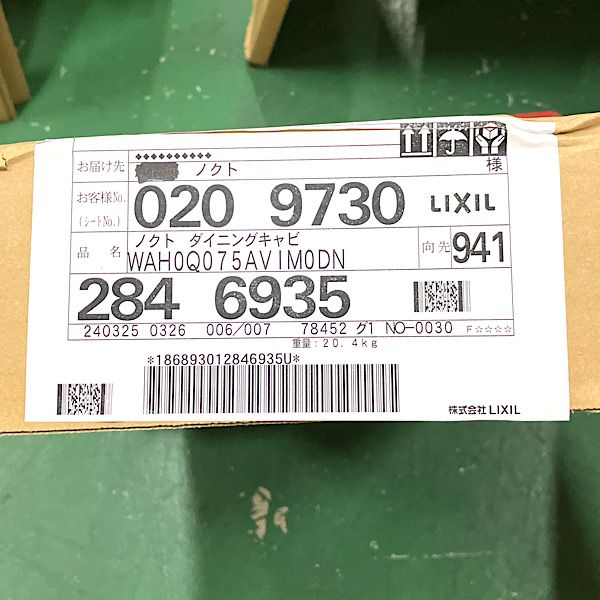 お届け先 ◆◆◆◆◆◆◆◆◆◆
ノクト 様
お客様No.
(シートNo.) 020 9730 LIXIL
品 名 ノクト ダイニングキャビ
WAH0Q075AVIM0DN 向先 941
284 6935
240325 0326 006/007 78452 グ1 NO-0030 F☆☆☆☆
重量:20.4kg
*186893012846935U*
株式会社 LIXIL